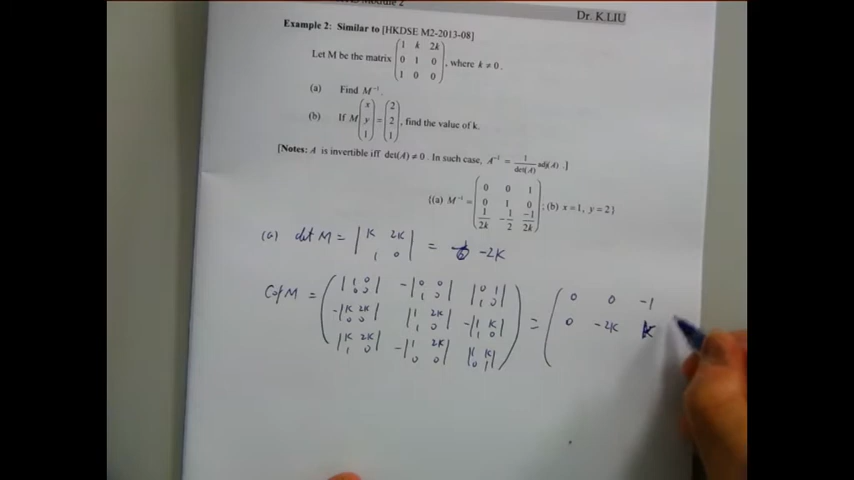 Module 2
Dr. K.LIU
Example 2: Similar to [HKDSE M2-2013-08]
Let M be the matrix ( 1 k 2k ; 0 1 0 ; 1 0 0 ), where k ≠ 0.
(a) Find M⁻¹.
(b) If M ( x ; y ; 1 ) = ( 2 ; 2 ; 1 ), find the value of k.
[Notes: A is invertible iff det(A) ≠ 0. In such case, A⁻¹ = 1/det(A) adj(A).]
{(a) M⁻¹ = ( 0 0 1 ; 0 1 0 ; 1/2k -1/2 -1/2k ); (b) x = 1, y = 2}
(a) det M = | K 2K ; 1 0 | = -2K
Cof M = ( |1 0 ; 0 0| -|0 0 ; 1 0| |0 1 ; 1 0| ; -|K 2K ; 0 0| |1 2K ; 1 0| -|1 K ; 1 0| ; |K 2K ; 1 0| -|1 2K ; 0 0| |1 K ; 0 1| ) = ( 0 0 -1 ; 0 -2K K